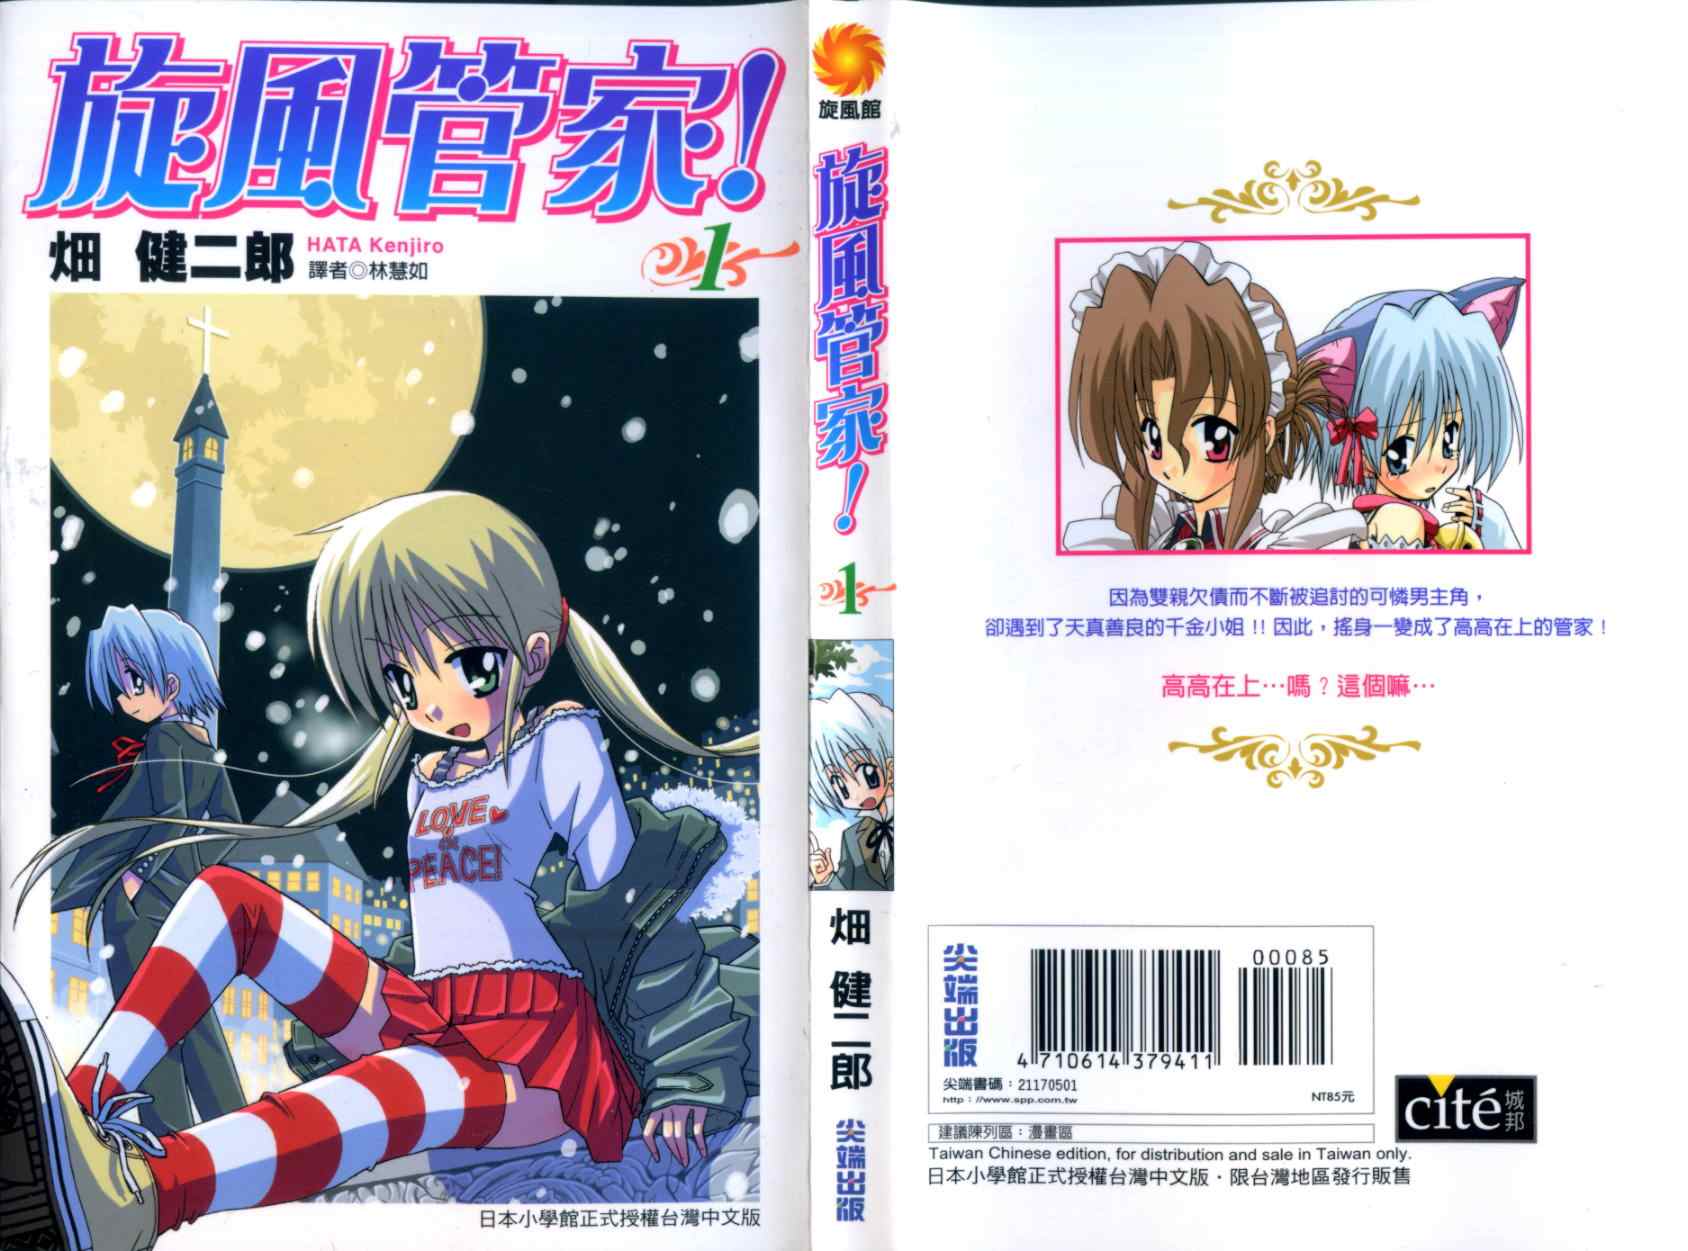 旋風管家!
畑 健二郎
HATA Kenjiro
譯者◎林慧如
1
LOVE
&
PEACE!
日本小學館正式授權台灣中文版
旋風館
旋風管家!
1
畑 健二郎
尖端出版
因為雙親欠債而不斷被追討的可憐男主角,
卻遇到了天真善良的千金小姐!!因此,搖身一變成了高高在上的管家!
高高在上…嗎?這個嘛…
尖端出版
00085
4 710614 379411
尖端書碼:21170501
http://www.spp.com.tw
NT85元
建議陳列區:漫畫區
cité 城邦
Taiwan Chinese edition, for distribution and sale in Taiwan only.
日本小學館正式授權台灣中文版·限台灣地區發行販售